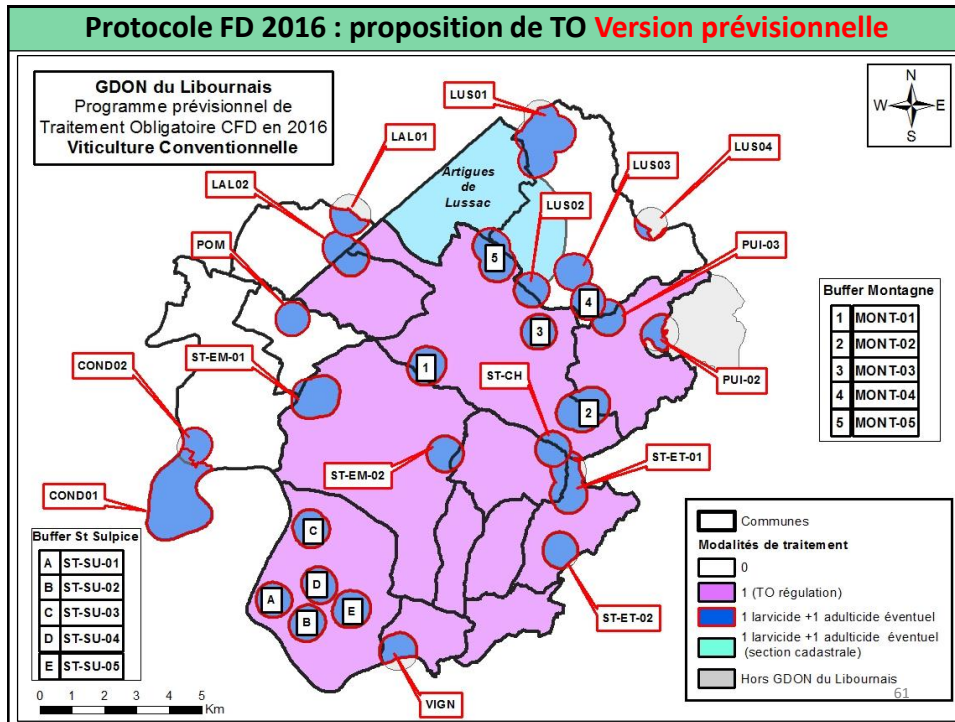 Protocole FD 2016 : proposition de TO Version prévisionnelle
GDON du Libournais
Programme prévisionnel de
Traitement Obligatoire CFD en 2016
Viticulture Conventionnelle
N
W E
S
LUS01
LAL01
LUS04
LUS03
LAL02
Artigues
de
Lussac
LUS02
POM
PUI-03
5
4
3
Buffer Montagne
1 MONT-01
2 MONT-02
3 MONT-03
4 MONT-04
5 MONT-05
ST-EM-01
COND02
1
ST-CH
PUI-02
2
ST-EM-02
ST-ET-01
COND01
Buffer St Sulpice
A ST-SU-01
B ST-SU-02
C ST-SU-03
D ST-SU-04
E ST-SU-05
C
D
A
E
B
ST-ET-02
VIGN
0 1 2 3 4 5
Km
Communes
Modalités de traitement
0
1 (TO régulation)
1 larvicide +1 adulticide éventuel
1 larvicide +1 adulticide éventuel
(section cadastrale)
Hors GDON du Libournais
61